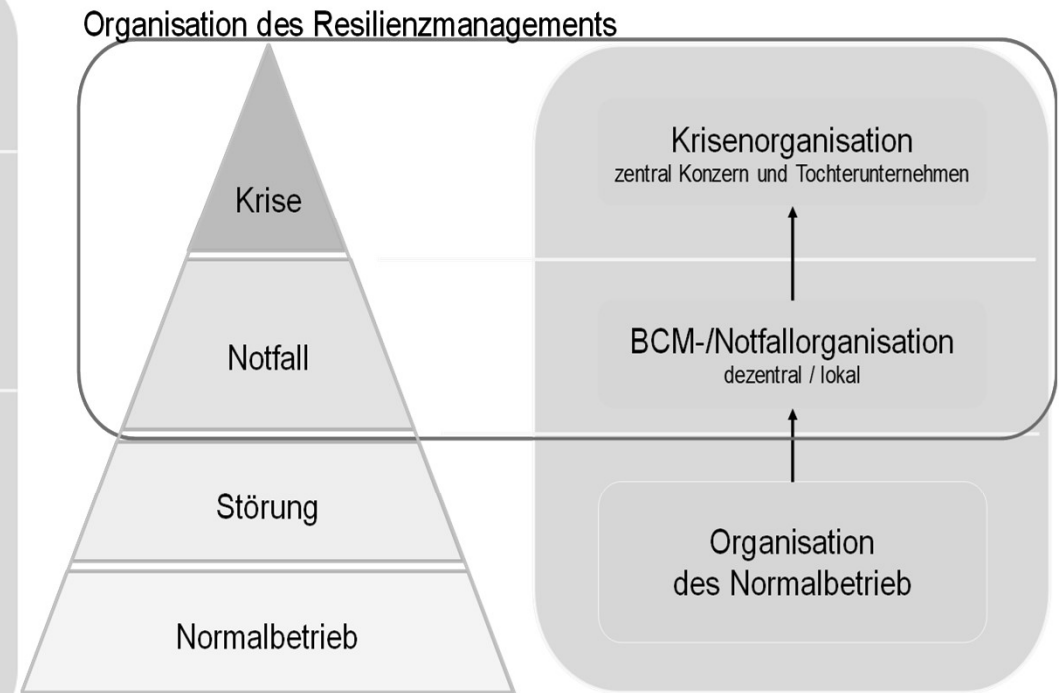 Organisation des Resilienzmanagements
Krise
Notfall
Störung
Normalbetrieb
Krisenorganisation
zentral Konzern und Tochterunternehmen
BCM-/Notfallorganisation
dezentral / lokal
Organisation
des Normalbetrieb